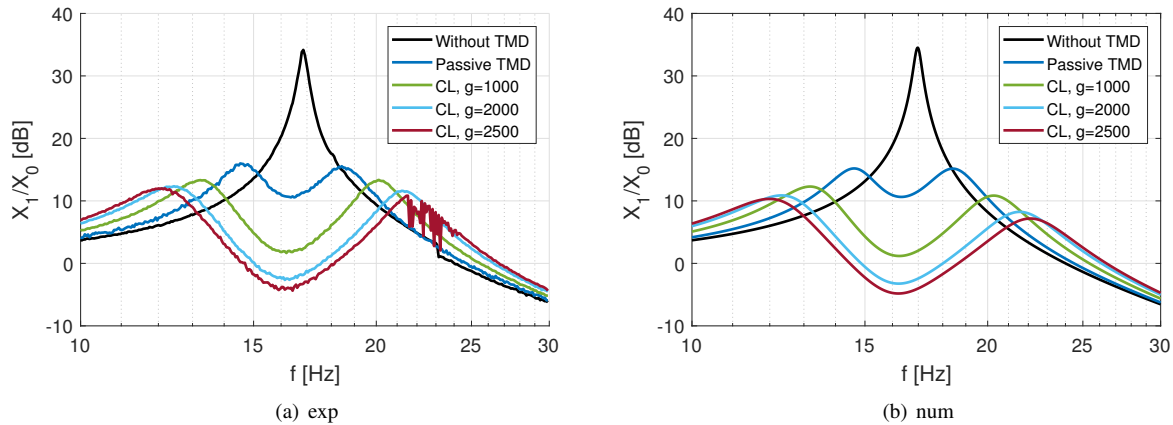 40
30
20
10
0
-10
X1/X0 [dB]
10
15
20
25
30
f [Hz]
Without TMD
Passive TMD
CL, g=1000
CL, g=2000
CL, g=2500
(a) exp
40
30
20
10
0
-10
X1/X0 [dB]
10
15
20
25
30
f [Hz]
Without TMD
Passive TMD
CL, g=1000
CL, g=2000
CL, g=2500
(b) num